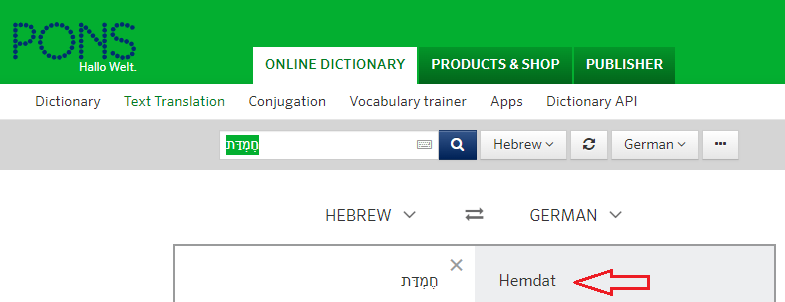 PONS
Hallo Welt.
ONLINE DICTIONARY PRODUCTS & SHOP PUBLISHER
Dictionary Text Translation Conjugation Vocabulary trainer Apps Dictionary API
חֶמְדַּת Hebrew German
HEBREW GERMAN
חֶמְדַּת Hemdat